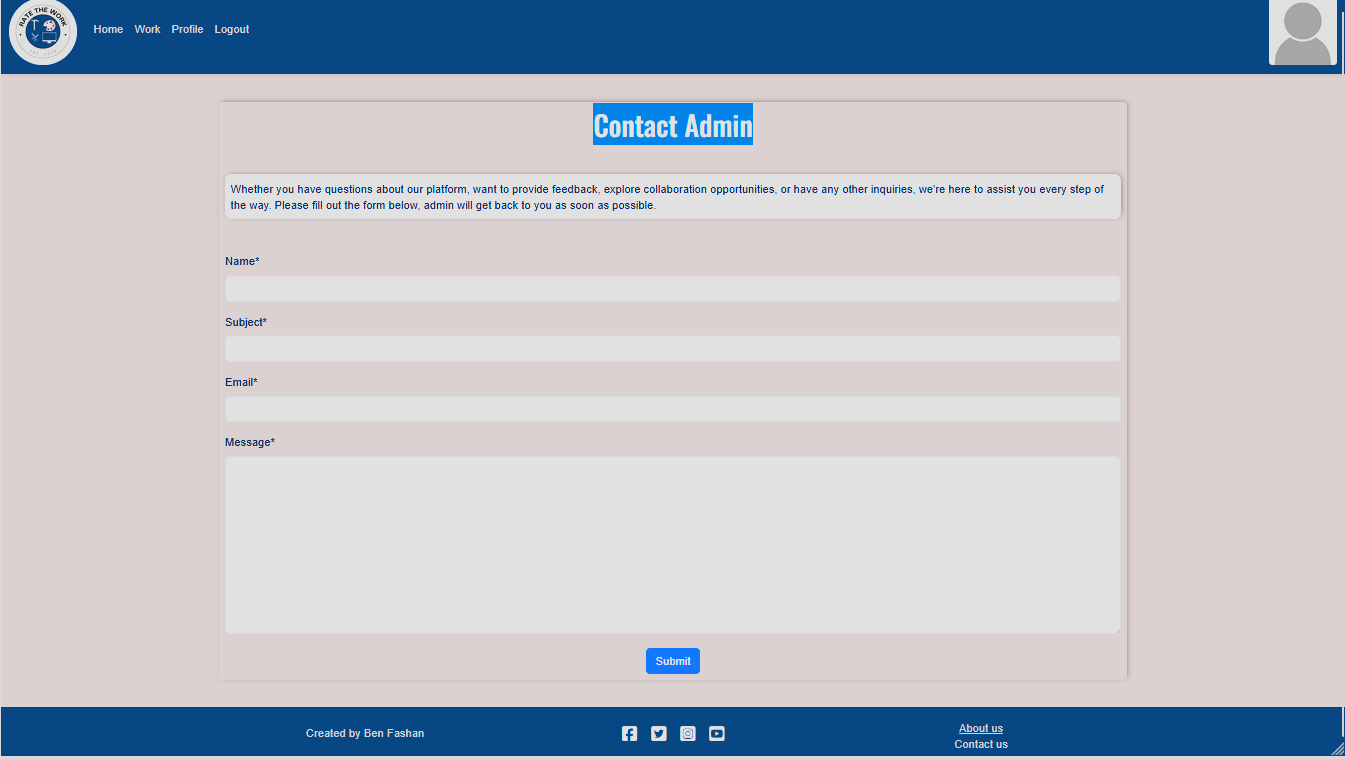 RATE THE WORK
Home Work Profile Logout
Contact Admin
Whether you have questions about our platform, want to provide feedback, explore collaboration opportunities, or have any other inquiries, we're here to assist you every step of
the way. Please fill out the form below, admin will get back to you as soon as possible.
Name*
Subject*
Email*
Message*
Submit
Created by Ben Fashan
About us
Contact us